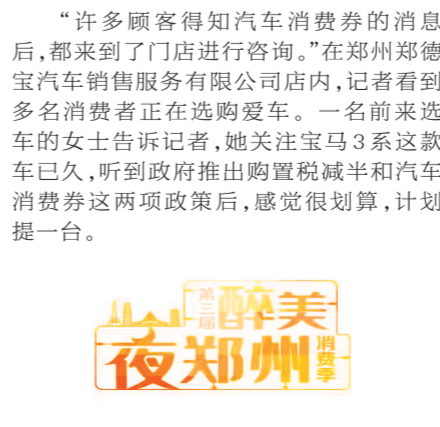 “许多顾客得知汽车消费券的消息
后,都来到了门店进行咨询。”在郑州郑德
宝汽车销售服务有限公司店内,记者看到
多名消费者正在选购爱车。一名前来选
车的女士告诉记者,她关注宝马3系这款
车已久,听到政府推出购置税减半和汽车
消费券这两项政策后,感觉很划算,计划
提一台。
第三届
醉美
夜郑州
消费季